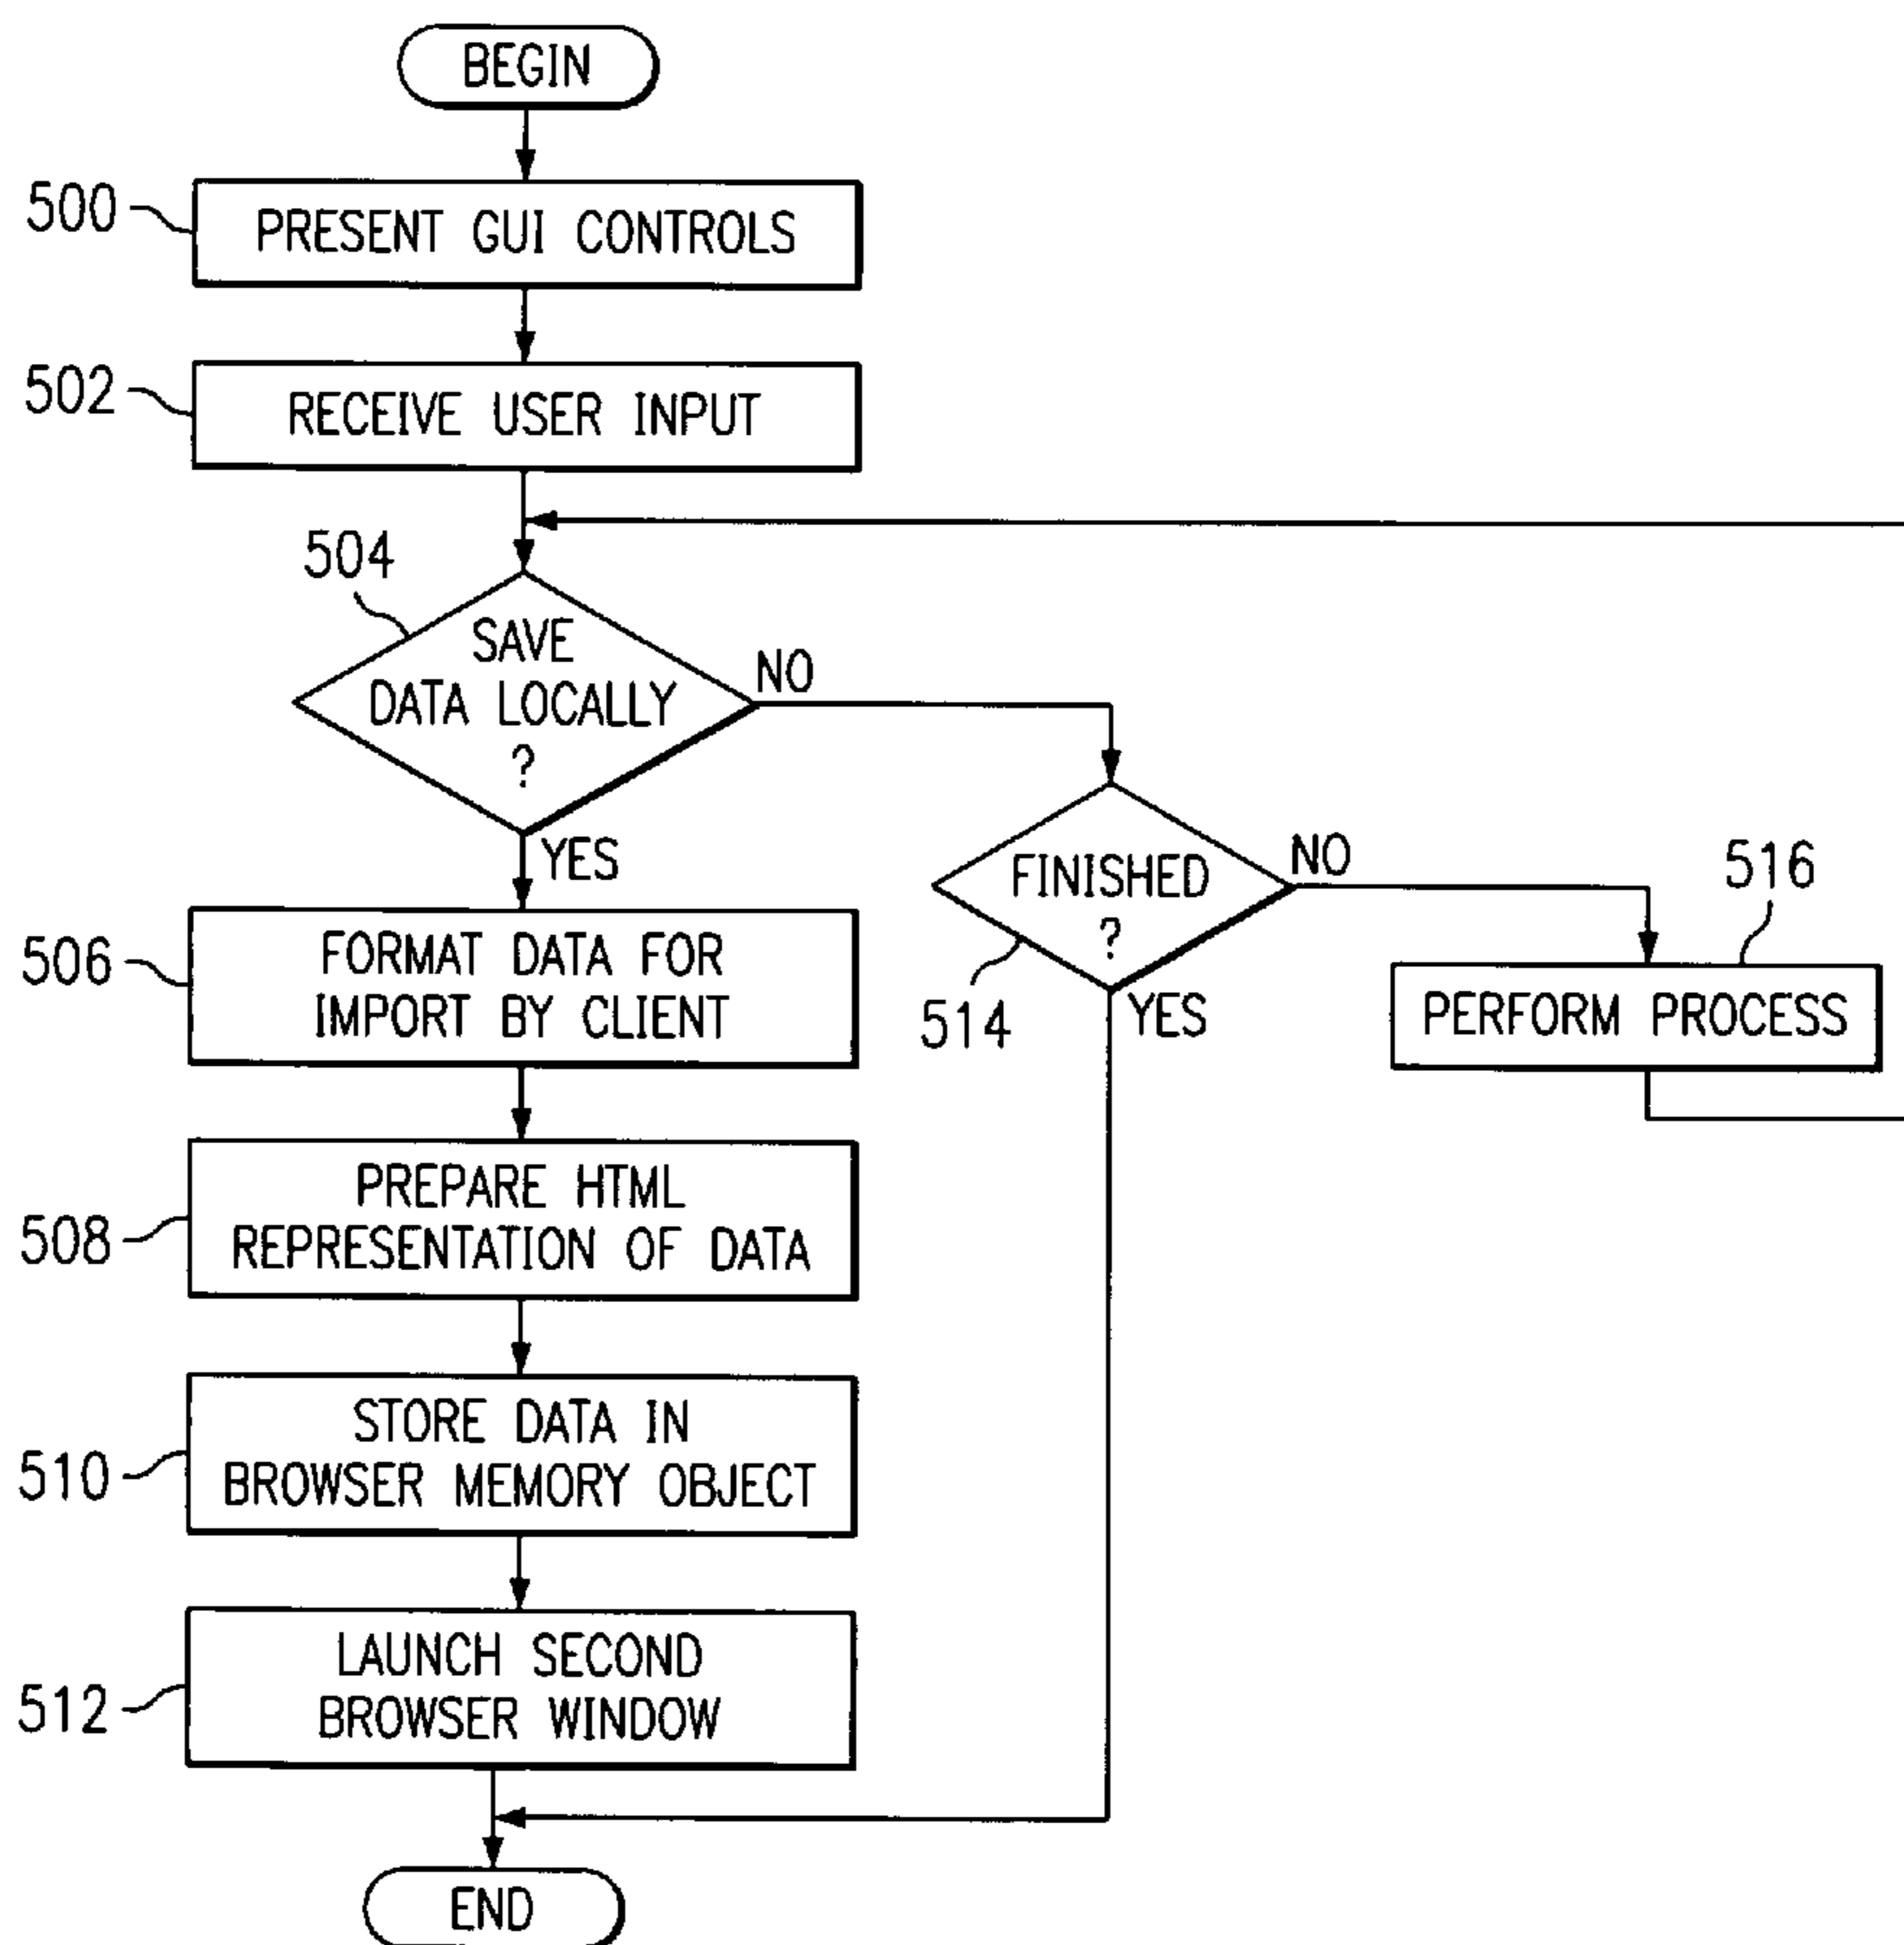 BEGIN
500
PRESENT GUI CONTROLS
502
RECEIVE USER INPUT
504
SAVE
DATA LOCALLY
?
NO
YES
FINISHED
?
NO
514
YES
516
PERFORM PROCESS
506
FORMAT DATA FOR
IMPORT BY CLIENT
508
PREPARE HTML
REPRESENTATION OF DATA
510
STORE DATA IN
BROWSER MEMORY OBJECT
512
LAUNCH SECOND
BROWSER WINDOW
END